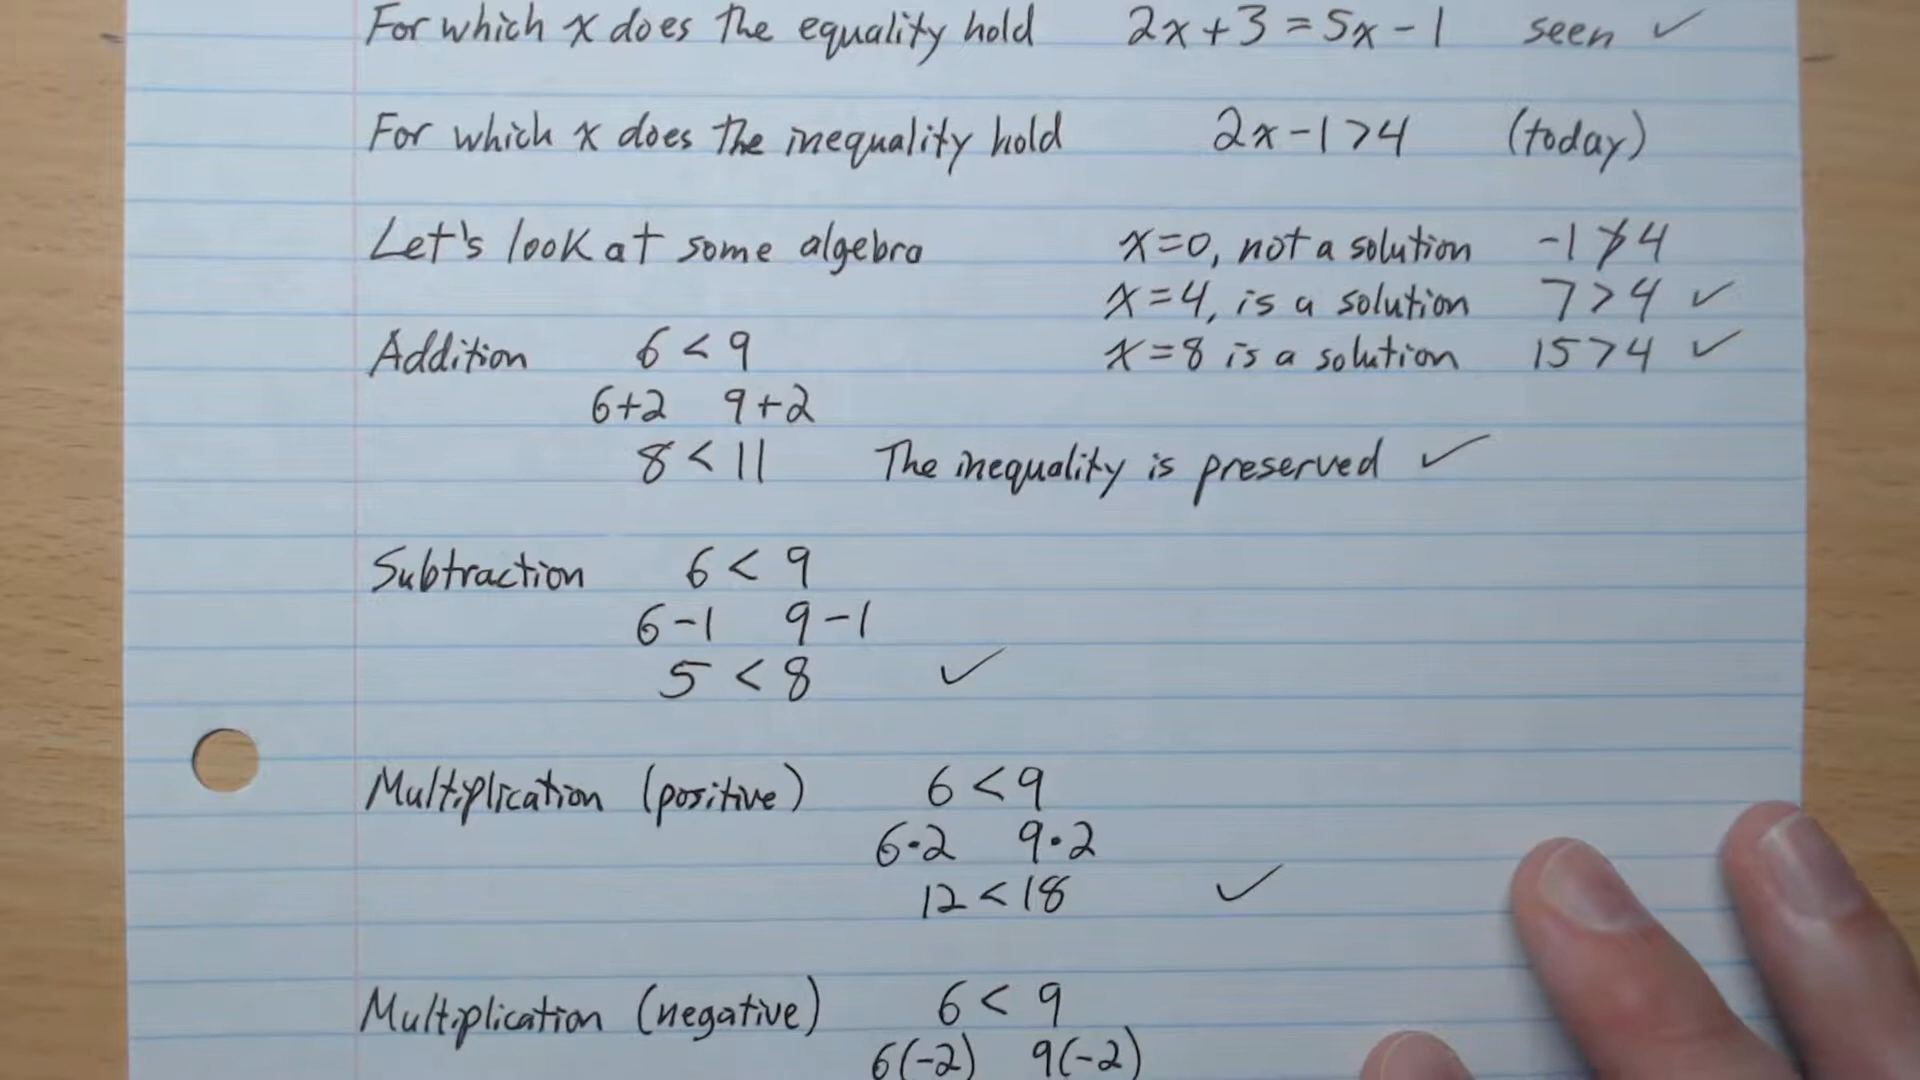 For which x does the equality hold 2x+3=5x-1 seen ✓
For which x does the inequality hold 2x-1>4 (today)
Let's look at some algebra x=0, not a solution -1≯4
x=4, is a solution 7>4 ✓
Addition 6<9 x=8 is a solution 15>4 ✓
6+2 9+2
8<11 The inequality is preserved ✓
Subtraction 6<9
6-1 9-1
5<8 ✓
Multiplication (positive) 6<9
6·2 9·2
12<18 ✓
Multiplication (negative) 6<9
6(-2) 9(-2)